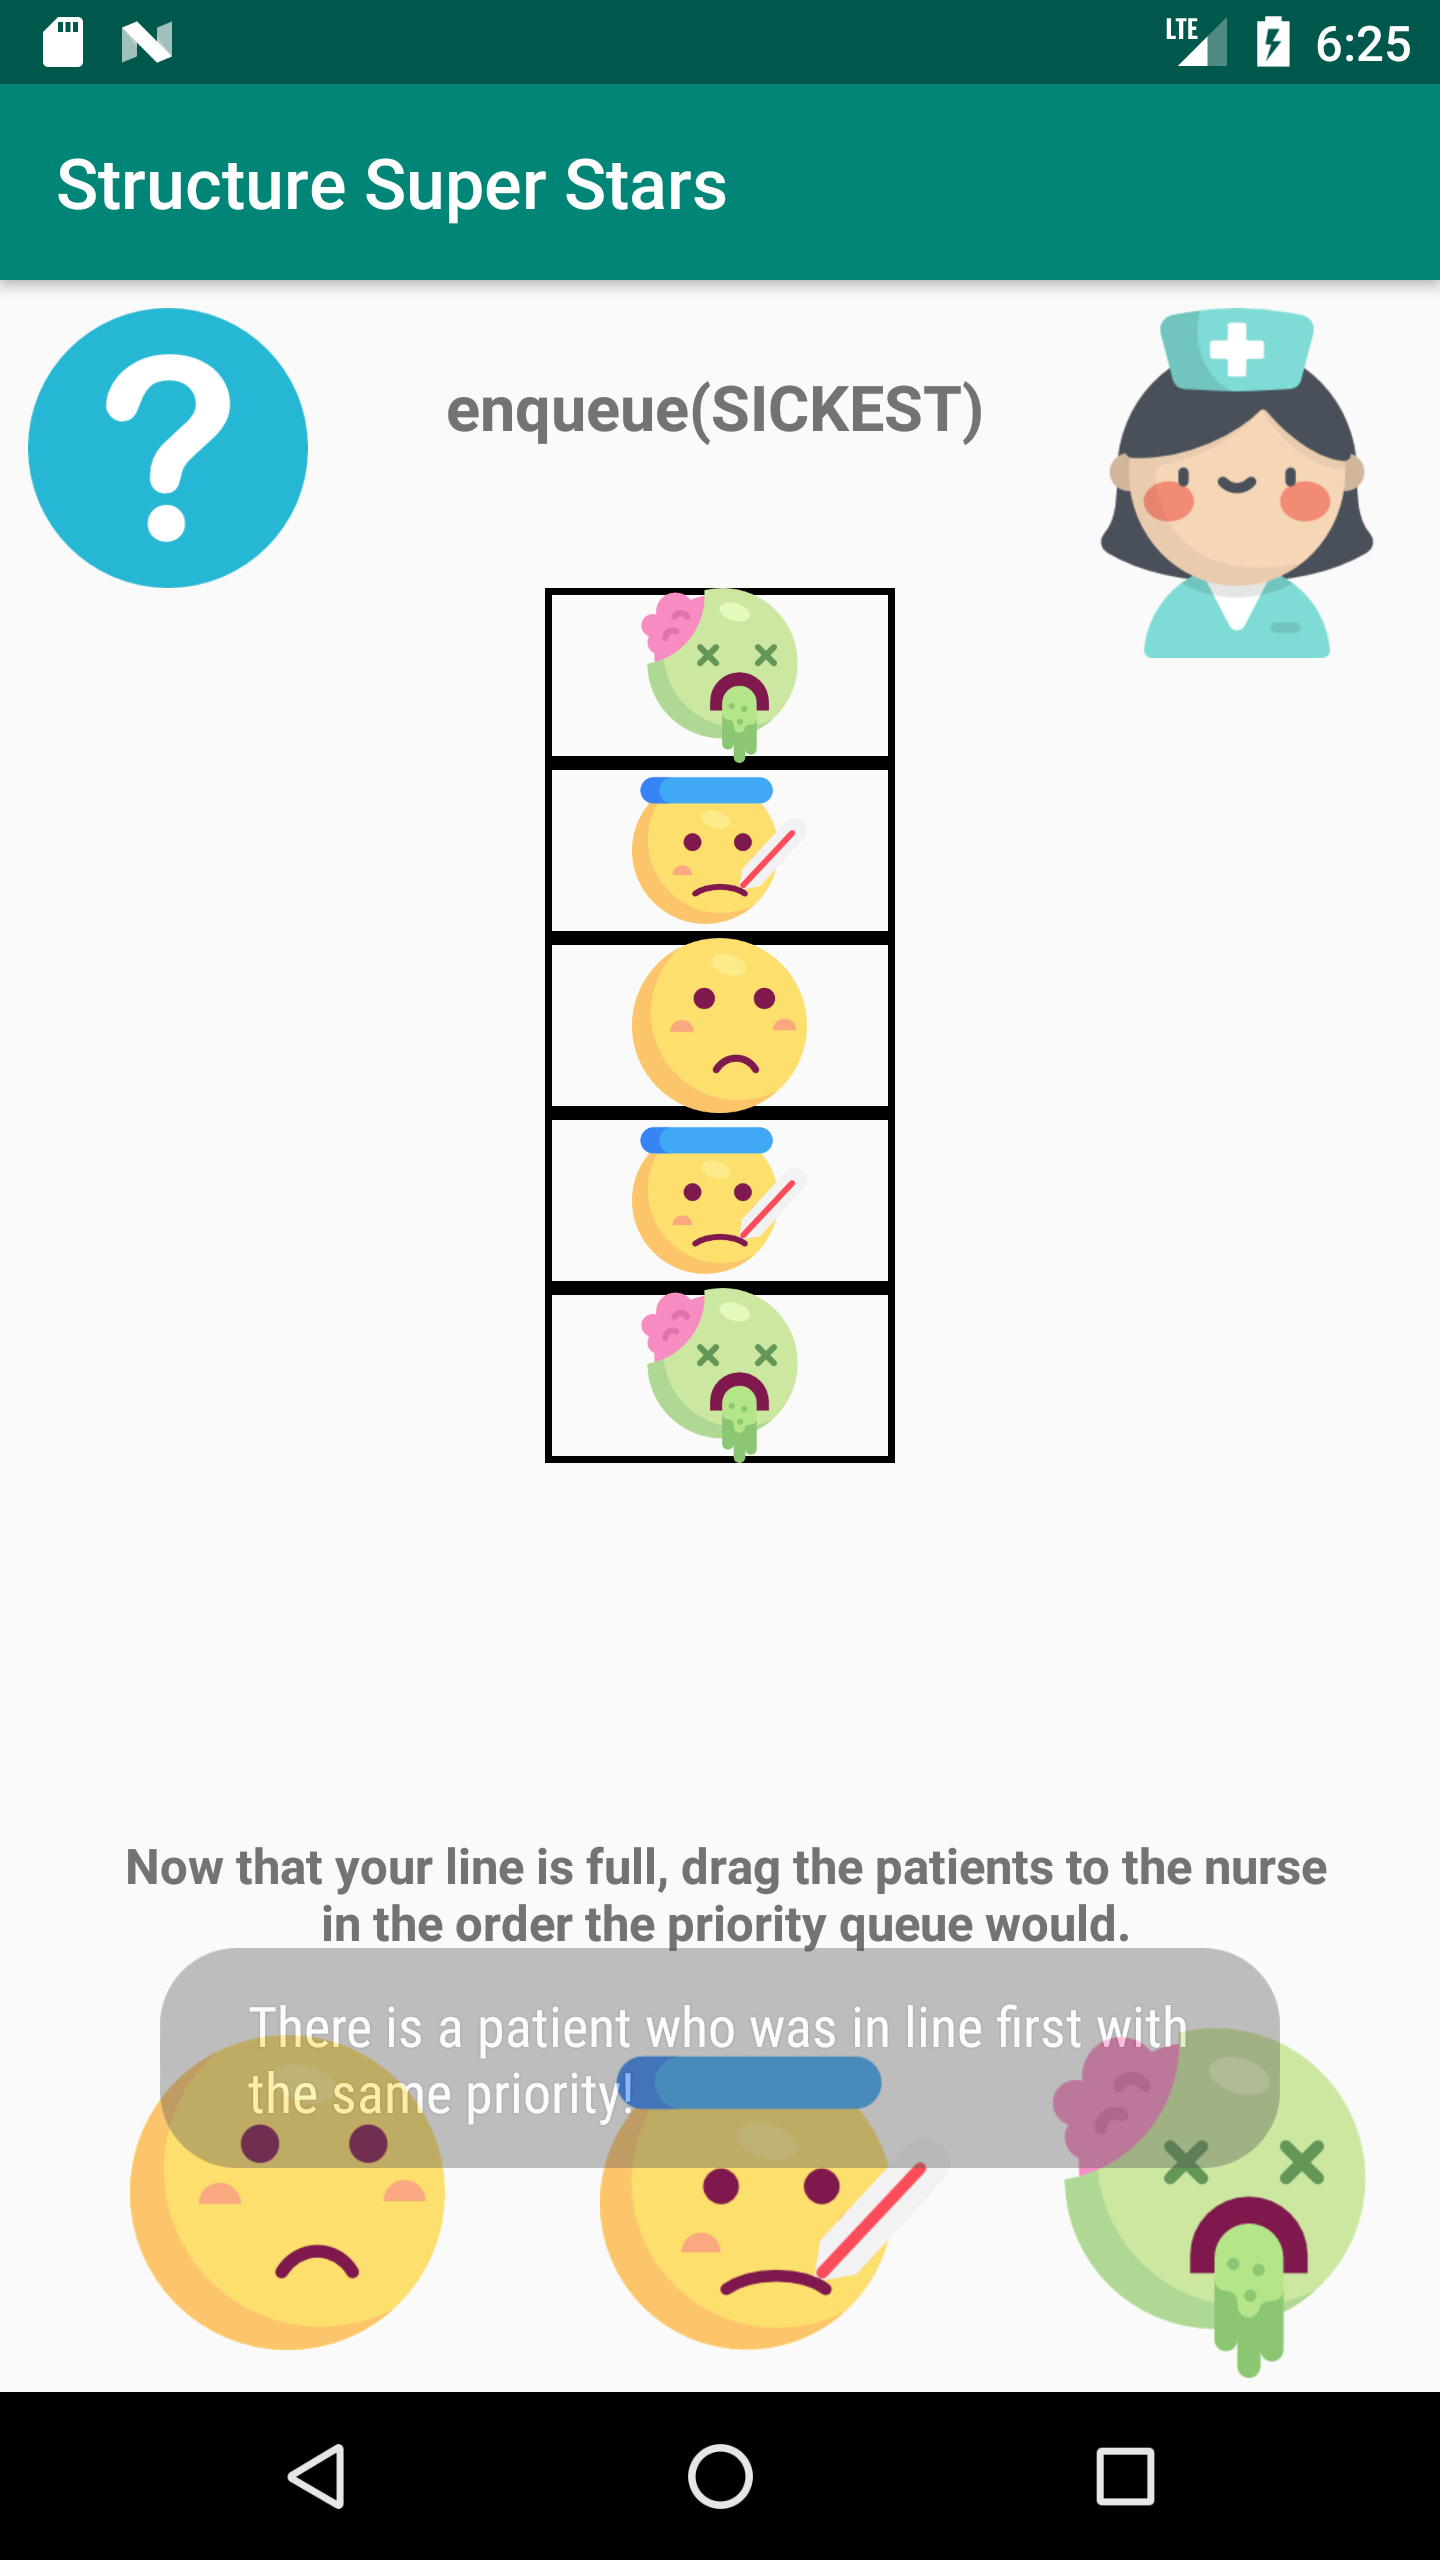 LTE 6:25
Structure Super Stars
enqueue(SICKEST)
Now that your line is full, drag the patients to the nurse
in the order the priority queue would.
There is a patient who was in line first with
the same priority!